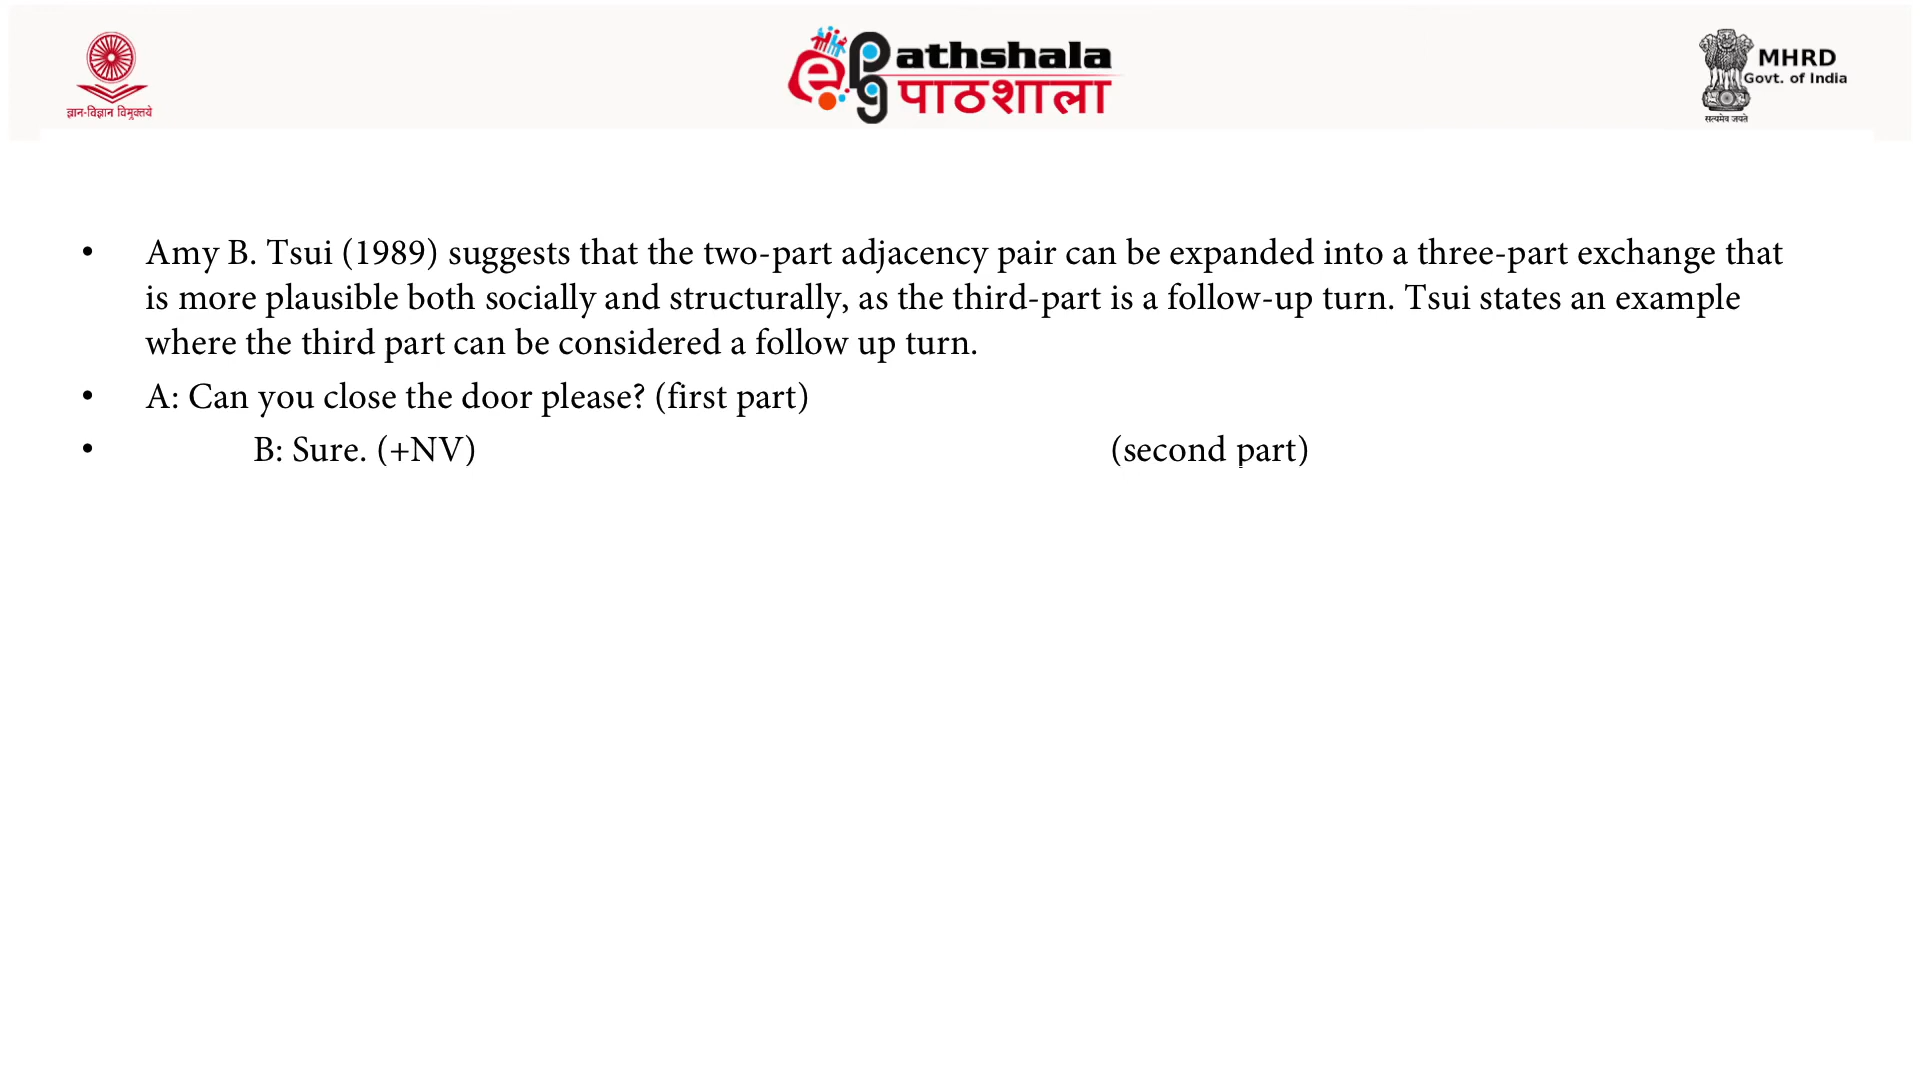 ज्ञान-विज्ञान विमुक्तये
athshala
पाठशाला
MHRD
Govt. of India
सत्यमेव जयते
• Amy B. Tsui (1989) suggests that the two-part adjacency pair can be expanded into a three-part exchange that
is more plausible both socially and structurally, as the third-part is a follow-up turn. Tsui states an example
where the third part can be considered a follow up turn.
• A: Can you close the door please? (first part)
• B: Sure. (+NV) (second part)